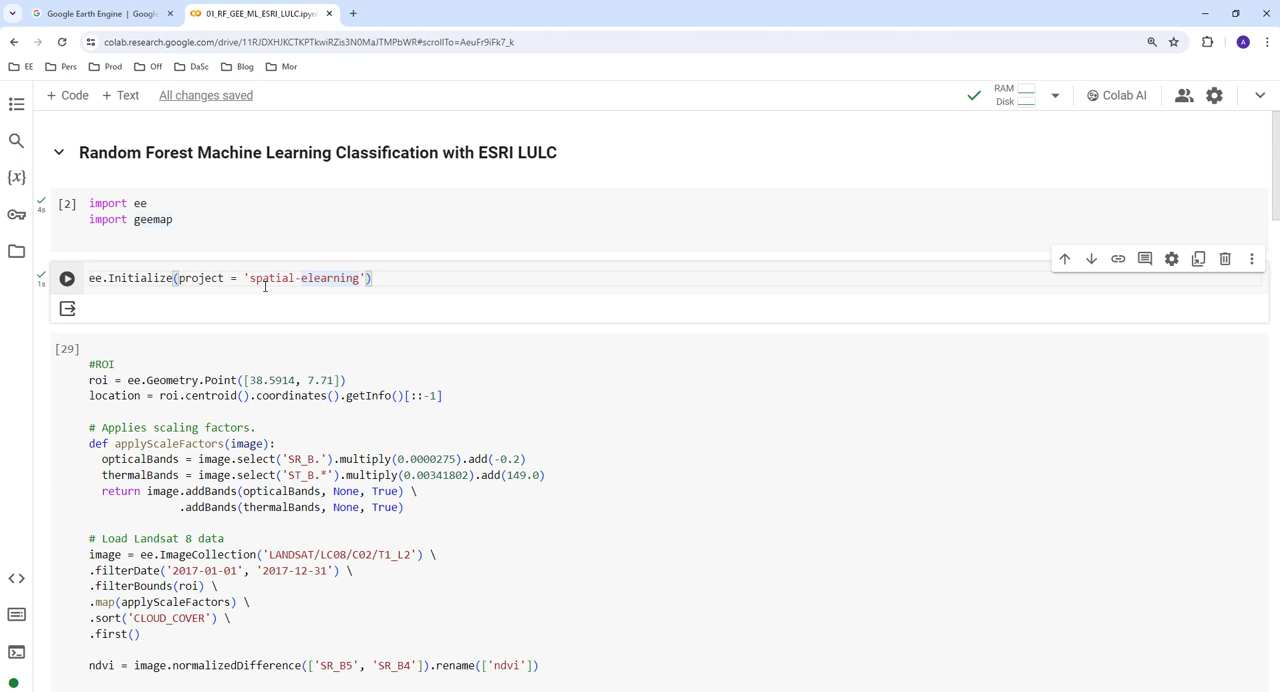 Google Earth Engine | Google
01_RF_GEE_ML_ESRI_LULC.ipyn
colab.research.google.com/drive/11RJDXHJKCTKPTkwiRZis3N0MaJTMPbWR#scrollTo=AeuFr9iFk7_k
A
EE Pers Prod Off DaSc Blog Mor
+ Code + Text All changes saved
RAM
Disk
Colab AI
Random Forest Machine Learning Classification with ESRI LULC
{x}
[2] import ee
4s
import geemap
ee.Initialize(project = 'spatial-elearning')
1s
[29]
#ROI
roi = ee.Geometry.Point([38.5914, 7.71])
location = roi.centroid().coordinates().getInfo()[::-1]
# Applies scaling factors.
def applyScaleFactors(image):
opticalBands = image.select('SR_B.').multiply(0.0000275).add(-0.2)
thermalBands = image.select('ST_B.*').multiply(0.00341802).add(149.0)
return image.addBands(opticalBands, None, True) \
.addBands(thermalBands, None, True)
# Load Landsat 8 data
image = ee.ImageCollection('LANDSAT/LC08/C02/T1_L2') \
.filterDate('2017-01-01', '2017-12-31') \
.filterBounds(roi) \
.map(applyScaleFactors) \
.sort('CLOUD_COVER') \
.first()
ndvi = image.normalizedDifference(['SR_B5', 'SR_B4']).rename(['ndvi'])